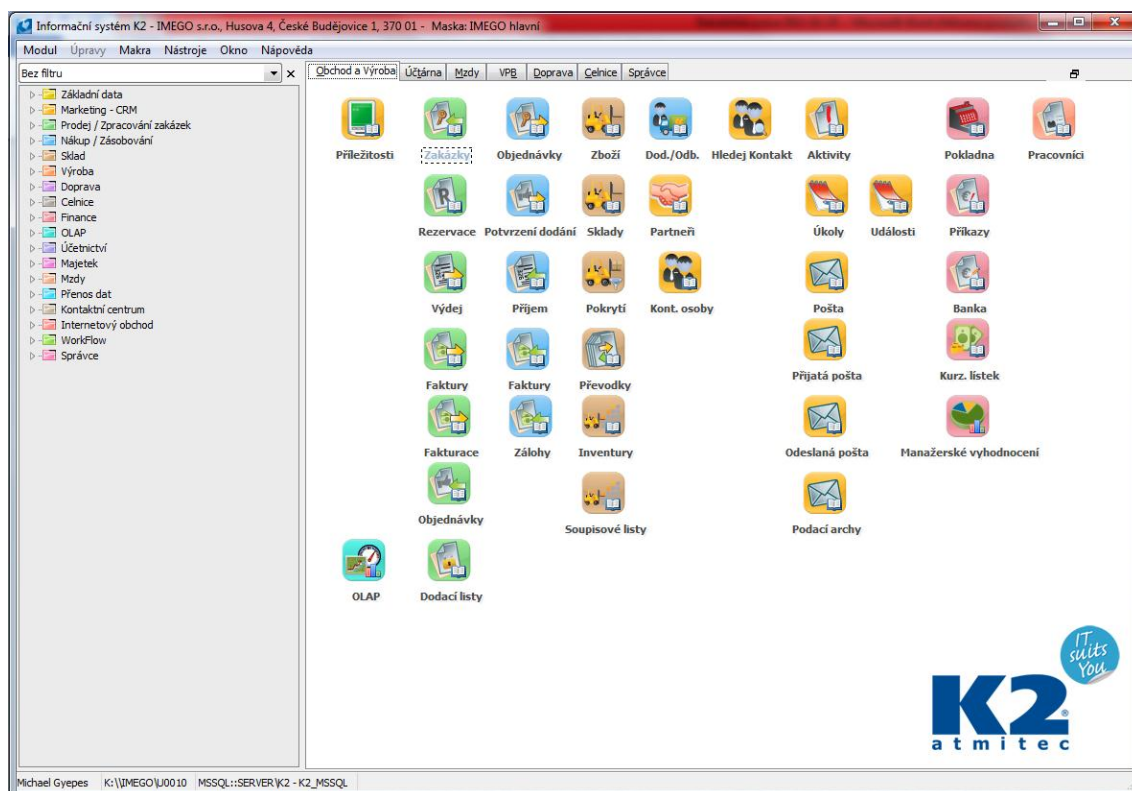 Informační systém K2 - IMEGO s.r.o., Husova 4, České Budějovice 1, 370 01 - Maska: IMEGO hlavní
Modul Úpravy Makra Nástroje Okno Nápověda
Bez filtru
Obchod a Výroba Účtárna Mzdy VPB Doprava Celnice Správce
Základní data
Marketing - CRM
Prodej / Zpracování zakázek
Nákup / Zásobování
Sklad
Výroba
Doprava
Celnice
Finance
OLAP
Účetnictví
Majetek
Mzdy
Přenos dat
Kontaktní centrum
Internetový obchod
WorkFlow
Správce
Příležitosti Zakázky Objednávky Zboží Dod./Odb. Hledej Kontakt Aktivity Pokladna Pracovníci
Rezervace Potvrzení dodání Sklady Partneři Úkoly Události Příkazy
Výdej Příjem Pokrytí Kont. osoby Pošta Banka
Faktury Faktury Převodky Přijatá pošta Kurz. lístek
Fakturace Zálohy Inventury Odeslaná pošta Manažerské vyhodnocení
Objednávky Soupisové listy Podací archy
OLAP Dodací listy
IT
suits
You
K2
atmitec
Michael Gyepes K:\\IMEGO\U0010 MSSQL::SERVER\K2 - K2_MSSQL